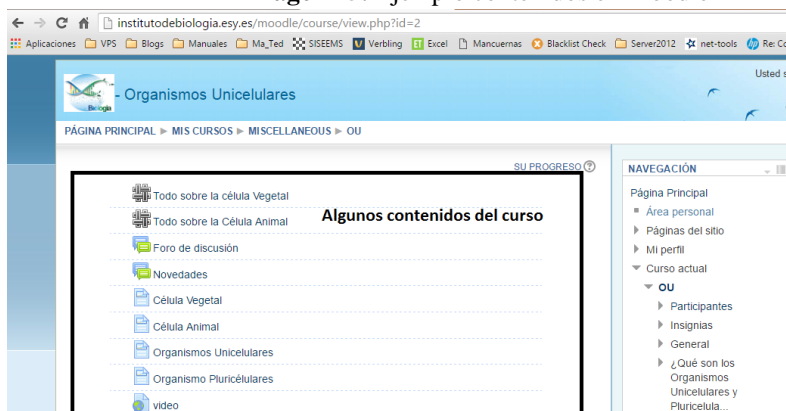 institutodebiologia.esy.es/moodle/course/view.php?id=2
Aplicaciones VPS Blogs Manuales Ma_Ted SISEEMS Verbling Excel Mancuernas Blacklist Check Server2012 net-tools Re: Co
Usted s
Biología
- Organismos Unicelulares
PÁGINA PRINCIPAL ► MIS CURSOS ► MISCELLANEOUS ► OU
SU PROGRESO
Todo sobre la célula Vegetal
Todo sobre la Célula Animal
Algunos contenidos del curso
Foro de discusión
Novedades
Célula Vegetal
Célula Animal
Organismos Unicelulares
Organismo Pluricélulares
video
NAVEGACIÓN
Página Principal
Área personal
Páginas del sitio
Mi perfil
Curso actual
OU
Participantes
Insignias
General
¿Qué son los
Organismos
Unicelulares y
Pluricelula...